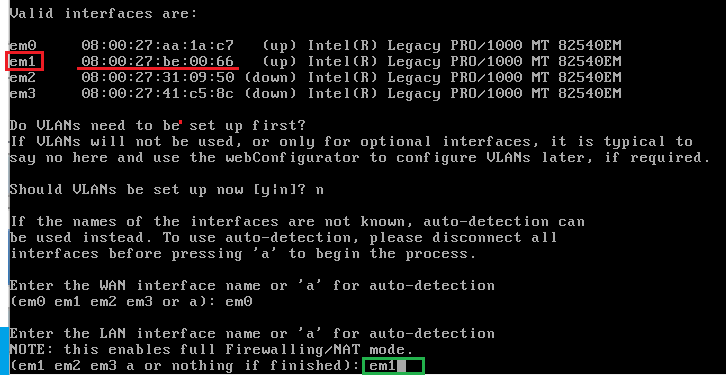 Valid interfaces are:
em0 08:00:27:aa:1a:c7 (up) Intel(R) Legacy PRO/1000 MT 82540EM
em1 08:00:27:be:00:66 (up) Intel(R) Legacy PRO/1000 MT 82540EM
em2 08:00:27:31:09:50 (down) Intel(R) Legacy PRO/1000 MT 82540EM
em3 08:00:27:41:c5:8c (down) Intel(R) Legacy PRO/1000 MT 82540EM
Do VLANs need to be set up first?
If VLANs will not be used, or only for optional interfaces, it is typical to
say no here and use the webConfigurator to configure VLANs later, if required.
Should VLANs be set up now [y|n]? n
If the names of the interfaces are not known, auto-detection can
be used instead. To use auto-detection, please disconnect all
interfaces before pressing 'a' to begin the process.
Enter the WAN interface name or 'a' for auto-detection
(em0 em1 em2 em3 or a): em0
Enter the LAN interface name or 'a' for auto-detection
NOTE: this enables full Firewalling/NAT mode.
(em1 em2 em3 a or nothing if finished): em1